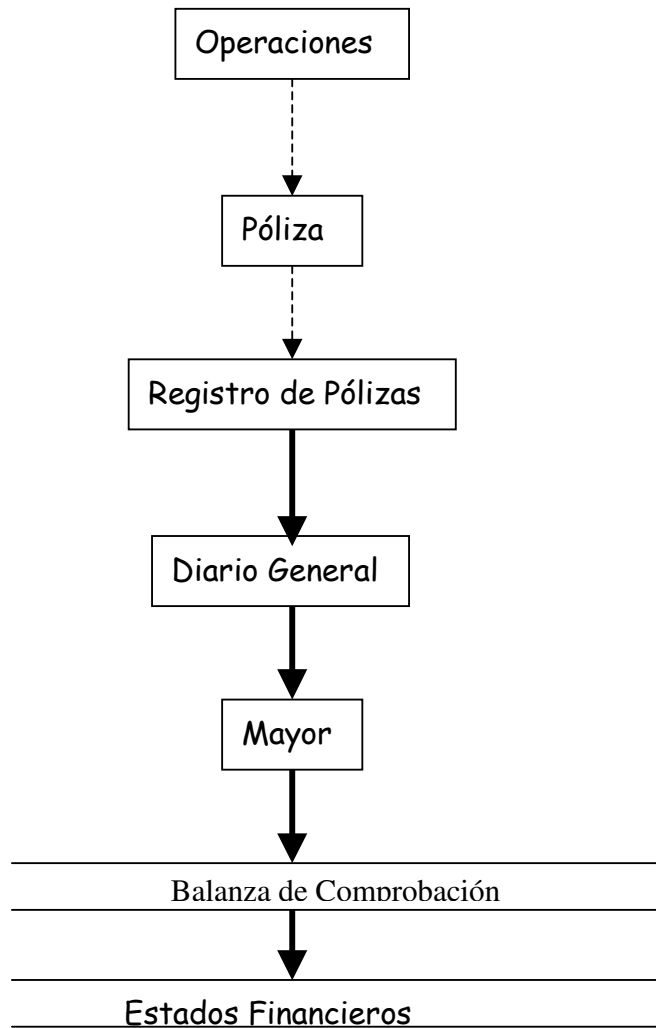 Operaciones
Póliza
Registro de Pólizas
Diario General
Mayor
Balanza de Comprobación
Estados Financieros